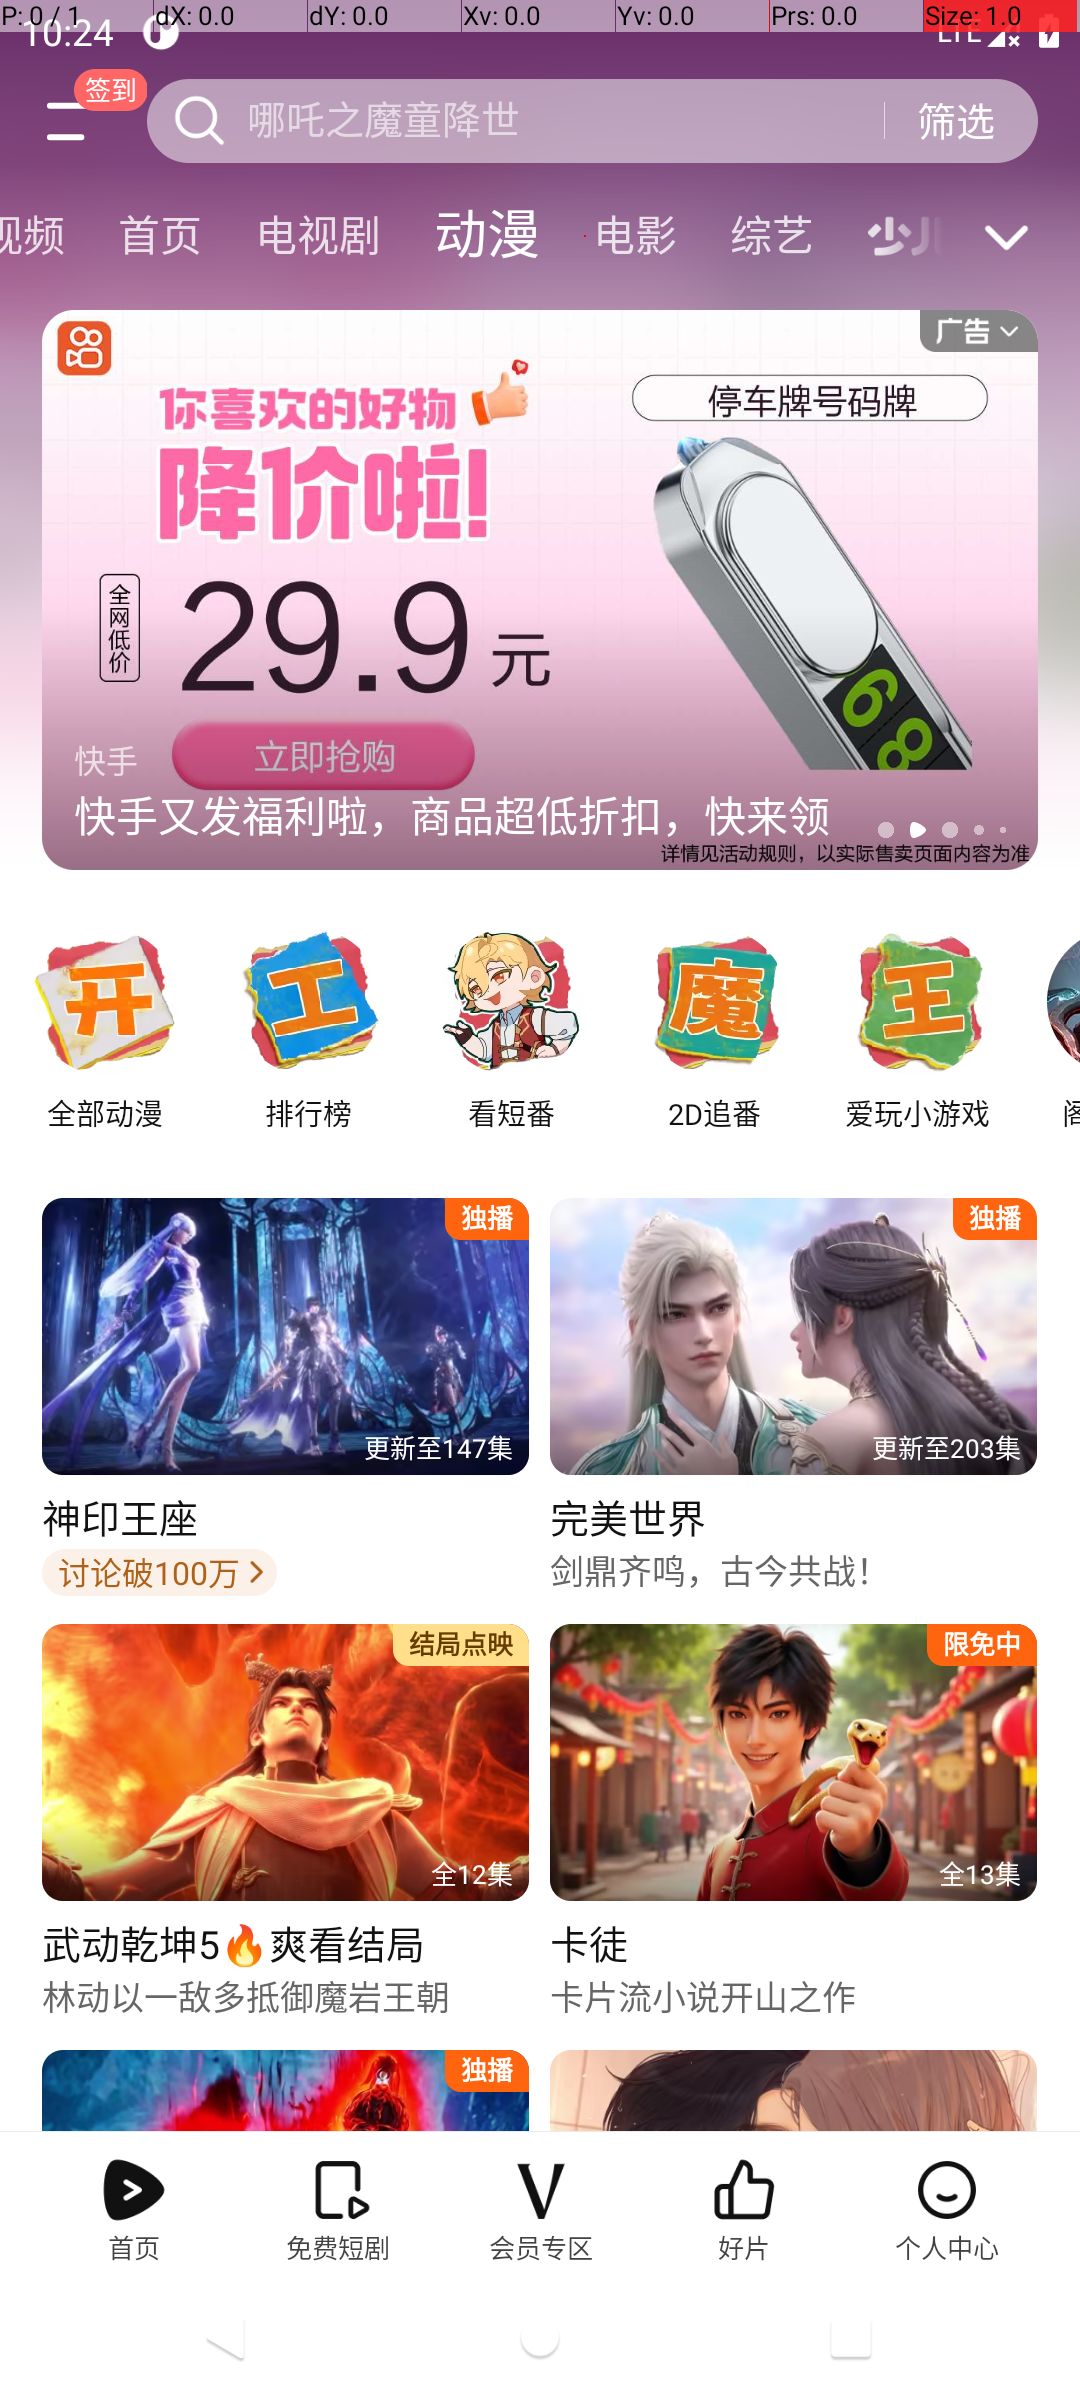 P: 0 / 1 dX: 0.0 dY: 0.0 Xv: 0.0 Yv: 0.0 Prs: 0.0 Size: 1.0
10:24 LTE
签到
哪吒之魔童降世 筛选
视频 首页 电视剧 动漫 电影 综艺 少儿
广告
你喜欢的好物
降价啦!
停车牌号码牌
全网低价
29.9元
68
快手
立即抢购
快手又发福利啦，商品超低折扣，快来领
详情见活动规则，以实际售卖页面内容为准
开 工 魔 王
全部动漫 排行榜 看短番 2D追番 爱玩小游戏
独播
更新至147集
神印王座
讨论破100万
独播
更新至203集
完美世界
剑鼎齐鸣，古今共战！
结局点映
全12集
武动乾坤5🔥爽看结局
林动以一敌多抵御魔岩王朝
限免中
全13集
卡徒
卡片流小说开山之作
独播
首页 免费短剧 会员专区 好片 个人中心